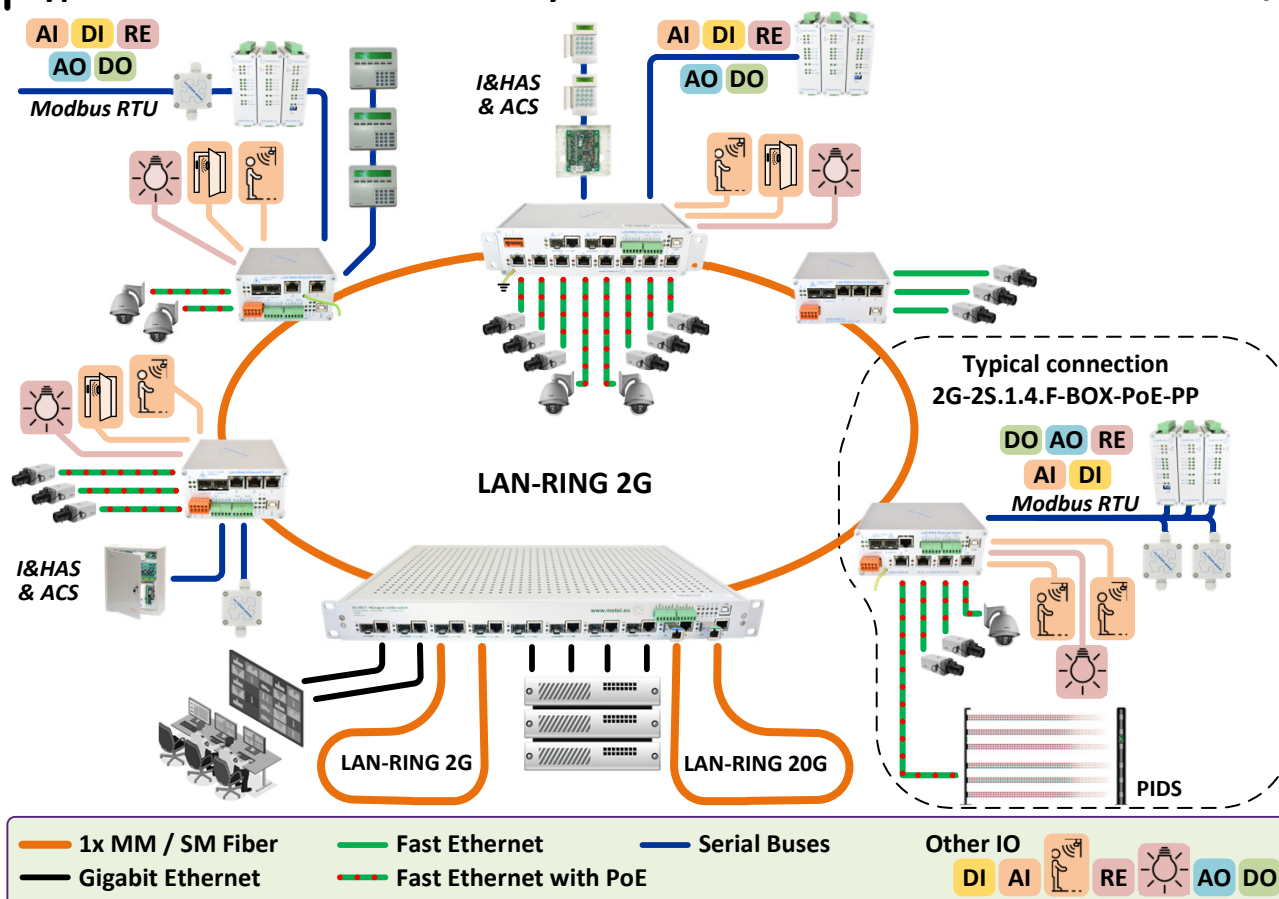 AI DI RE
AO DO
Modbus RTU
I&HAS
& ACS
AI DI RE
AO DO
Typical connection
2G-2S.1.4.F-BOX-PoE-PP
DO AO RE
AI DI
Modbus RTU
LAN-RING 2G
I&HAS
& ACS
www.metel.eu
LAN-RING 2G
LAN-RING 20G
PIDS
1x MM / SM Fiber
Fast Ethernet
Serial Buses
Other IO
Gigabit Ethernet
Fast Ethernet with PoE
DI AI RE AO DO